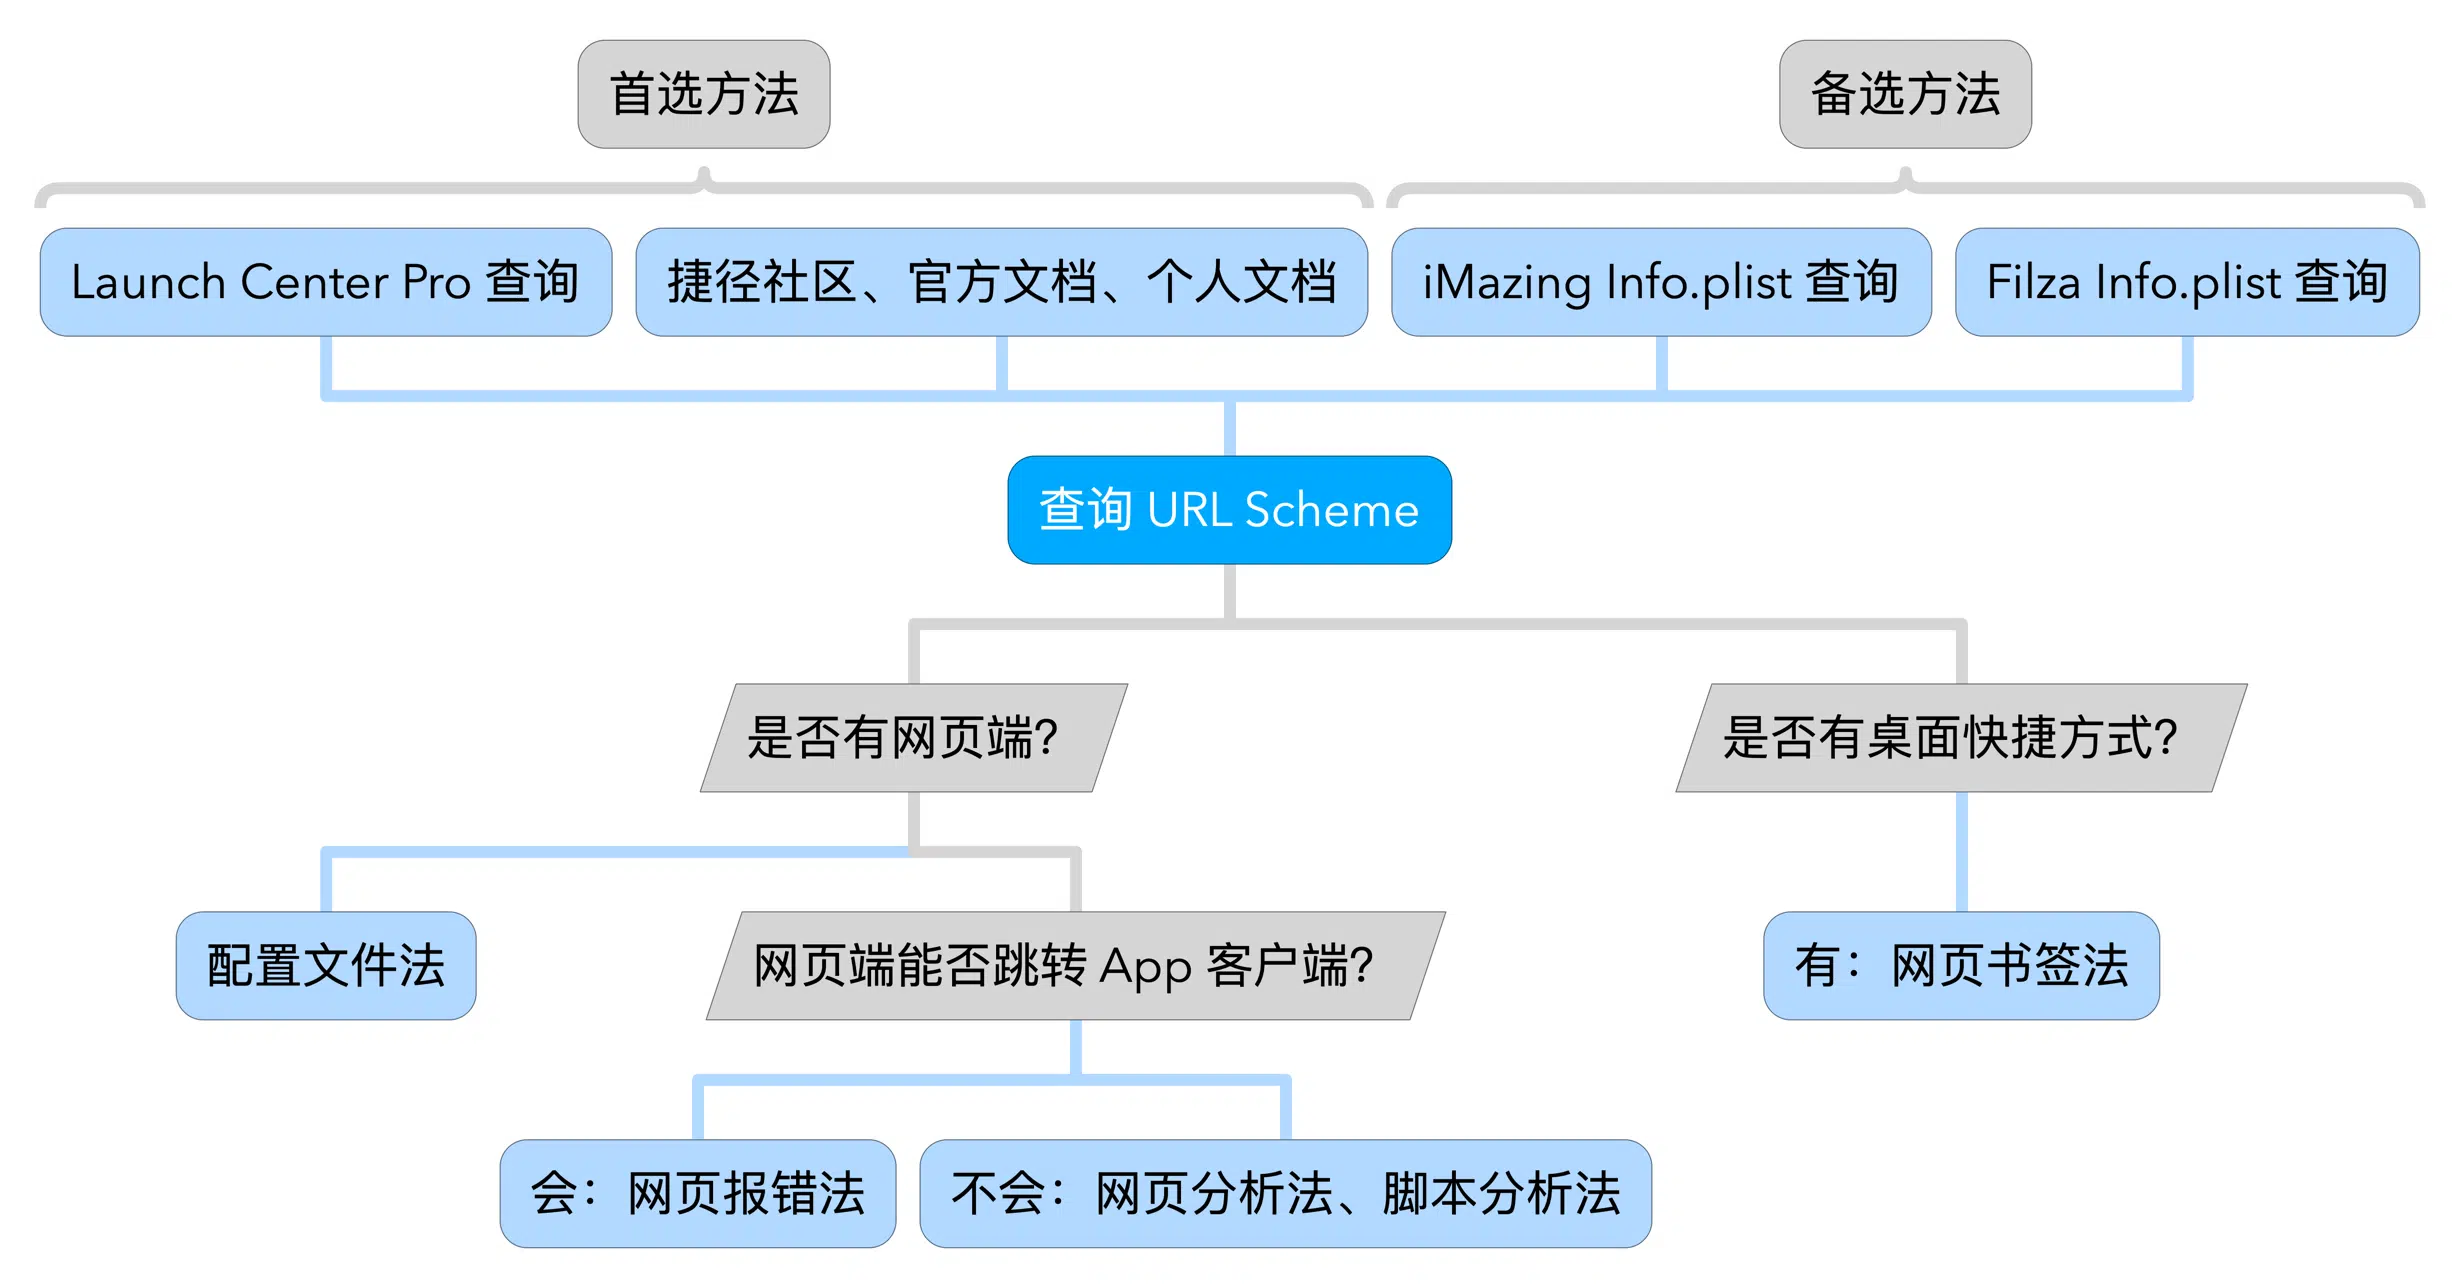 首选方法
备选方法
Launch Center Pro 查询
捷径社区、官方文档、个人文档
iMazing Info.plist 查询
Filza Info.plist 查询
查询 URL Scheme
是否有网页端？
是否有桌面快捷方式？
配置文件法
网页端能否跳转 App 客户端？
有：网页书签法
会：网页报错法
不会：网页分析法、脚本分析法